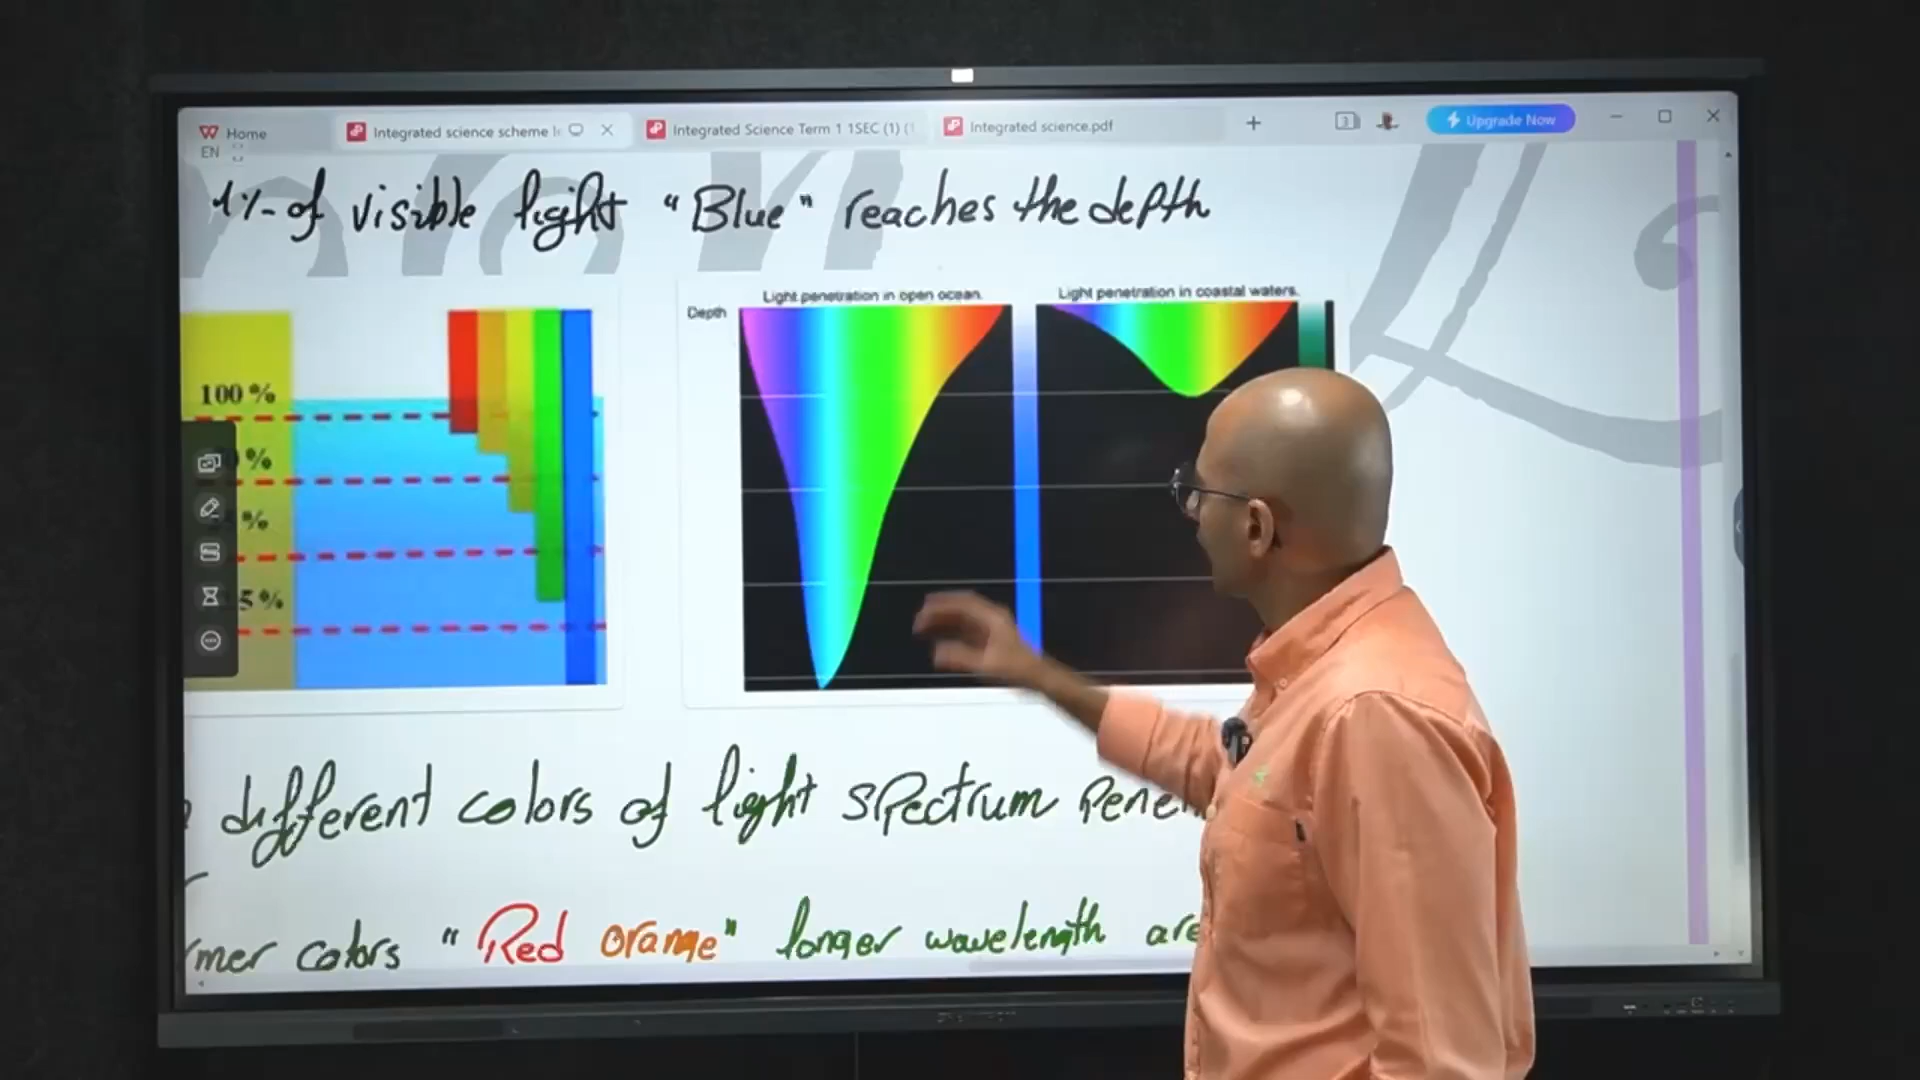 Home
Integrated science scheme
Integrated Science Term 1 1SEC (1) (1
Integrated science.pdf
Upgrade Now
EN
1% of visible light "Blue" reaches the depth
Light penetration in open ocean.
Light penetration in coastal waters.
Depth
100 %
%
%
5 %
different colors of light spectrum Pene
mer colors "Red orange" longer wavelength are